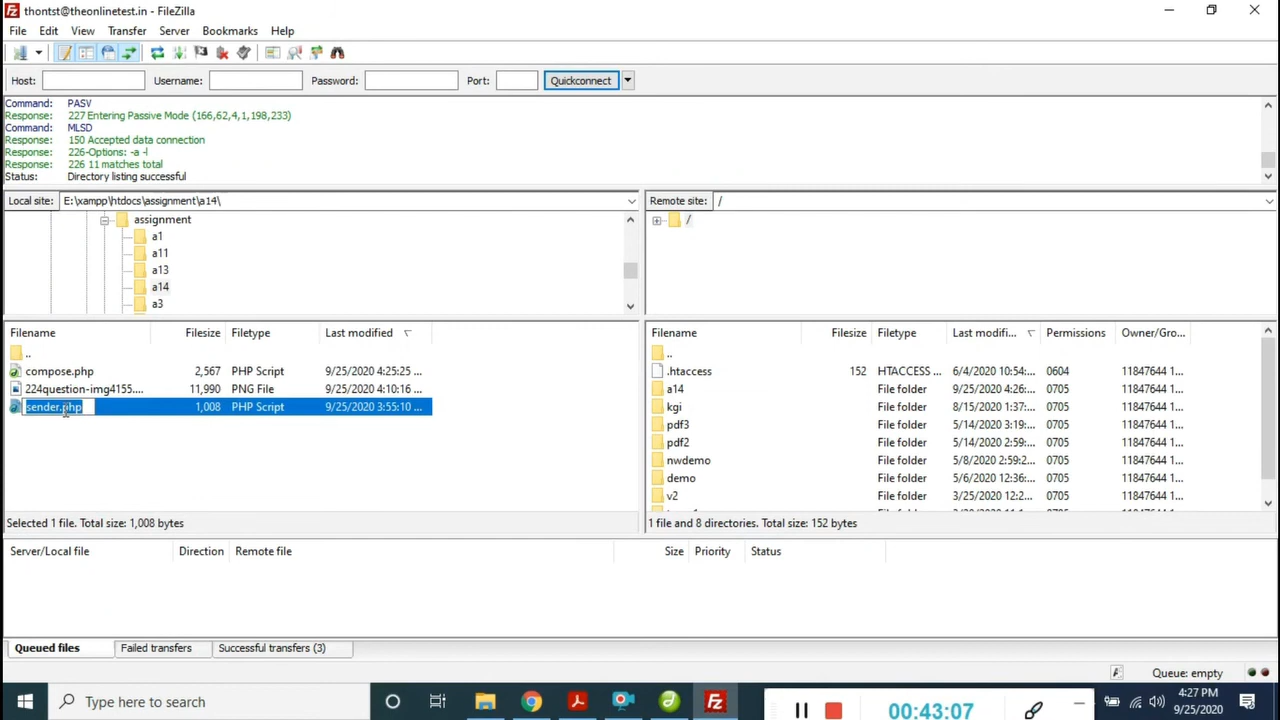 thontst@theonlinetest.in - FileZilla
File Edit View Transfer Server Bookmarks Help
Host: Username: Password: Port: Quickconnect
Command: PASV
Response: 227 Entering Passive Mode (166,62,4,1,198,233)
Command: MLSD
Response: 150 Accepted data connection
Response: 226-Options: -a -l
Response: 226 11 matches total
Status: Directory listing successful
Local site: E:\xampp\htdocs\assignment\a14\
Remote site: /
assignment
/
a1
a11
a13
a14
a3
Filename Filesize Filetype Last modified
..
compose.php 2,567 PHP Script 9/25/2020 4:25:25 ...
224question-img4155.... 11,990 PNG File 9/25/2020 4:10:16 ...
sender.php 1,008 PHP Script 9/25/2020 3:55:10 ...
Selected 1 file. Total size: 1,008 bytes
Filename Filesize Filetype Last modifi... Permissions Owner/Gro...
..
.htaccess 152 HTACCESS ... 6/4/2020 10:54:... 0604 11847644 1...
a14 File folder 9/25/2020 4:26:... 0705 11847644 1...
kgi File folder 8/15/2020 1:37:... 0705 11847644 1...
pdf3 File folder 5/14/2020 3:19:... 0705 11847644 1...
pdf2 File folder 5/14/2020 2:59:... 0705 11847644 1...
nwdemo File folder 5/8/2020 2:59:2... 0705 11847644 1...
demo File folder 5/6/2020 12:36:... 0705 11847644 1...
v2 File folder 3/25/2020 12:2... 0705 11847644 1...
1 file and 8 directories. Total size: 152 bytes
Server/Local file Direction Remote file Size Priority Status
Queued files Failed transfers Successful transfers (3)
Queue: empty
Type here to search
00:43:07
4:27 PM
9/25/2020